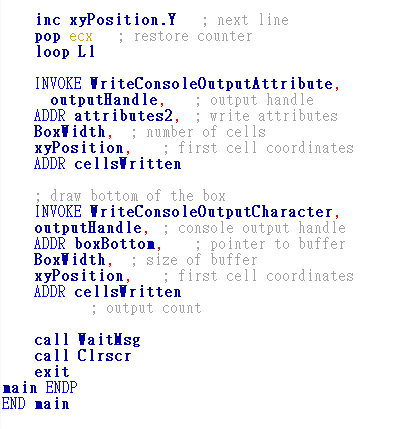 inc xyPosition.Y ; next line
pop ecx ; restore counter
loop L1
INVOKE WriteConsoleOutputAttribute,
outputHandle, ; output handle
ADDR attributes2, ; write attributes
BoxWidth, ; number of cells
xyPosition, ; first cell coordinates
ADDR cellsWritten
; draw bottom of the box
INVOKE WriteConsoleOutputCharacter,
outputHandle, ; console output handle
ADDR boxBottom, ; pointer to buffer
BoxWidth, ; size of buffer
xyPosition, ; first cell coordinates
ADDR cellsWritten
; output count
call WaitMsg
call Clrscr
exit
main ENDP
END main